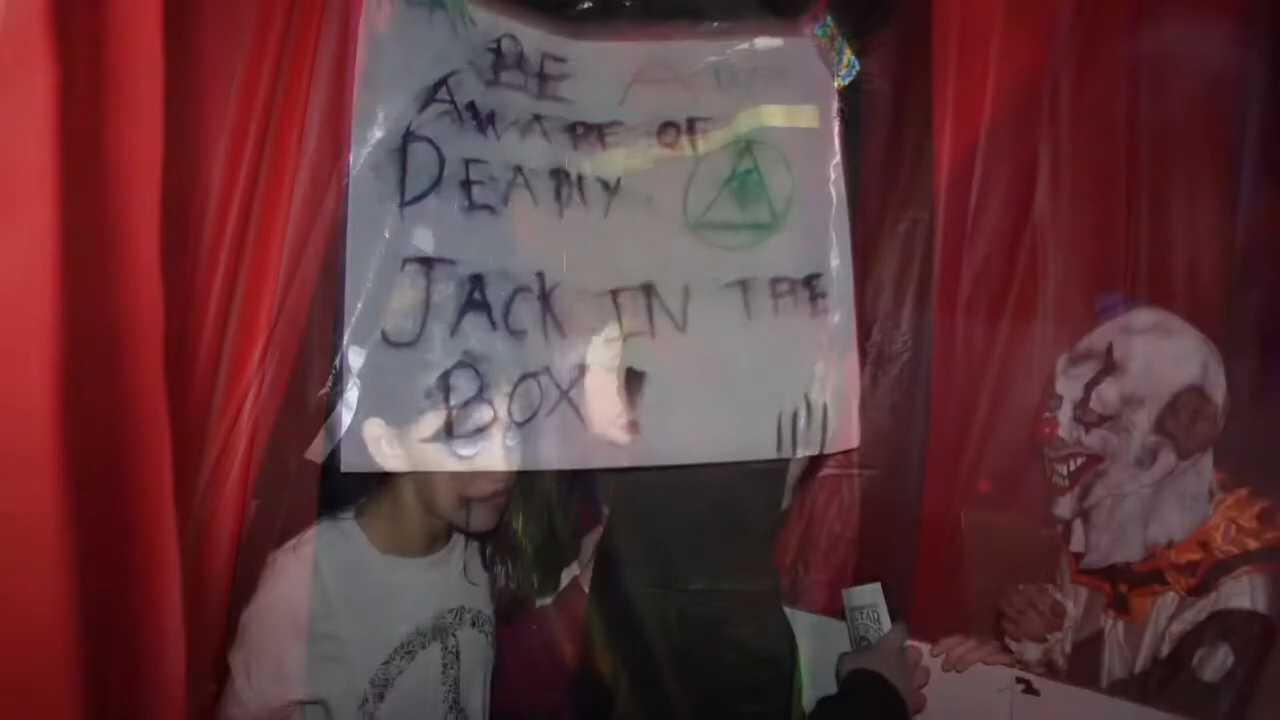 BE
AWARE OF
DEADLY
JACK IN THE
BOX!